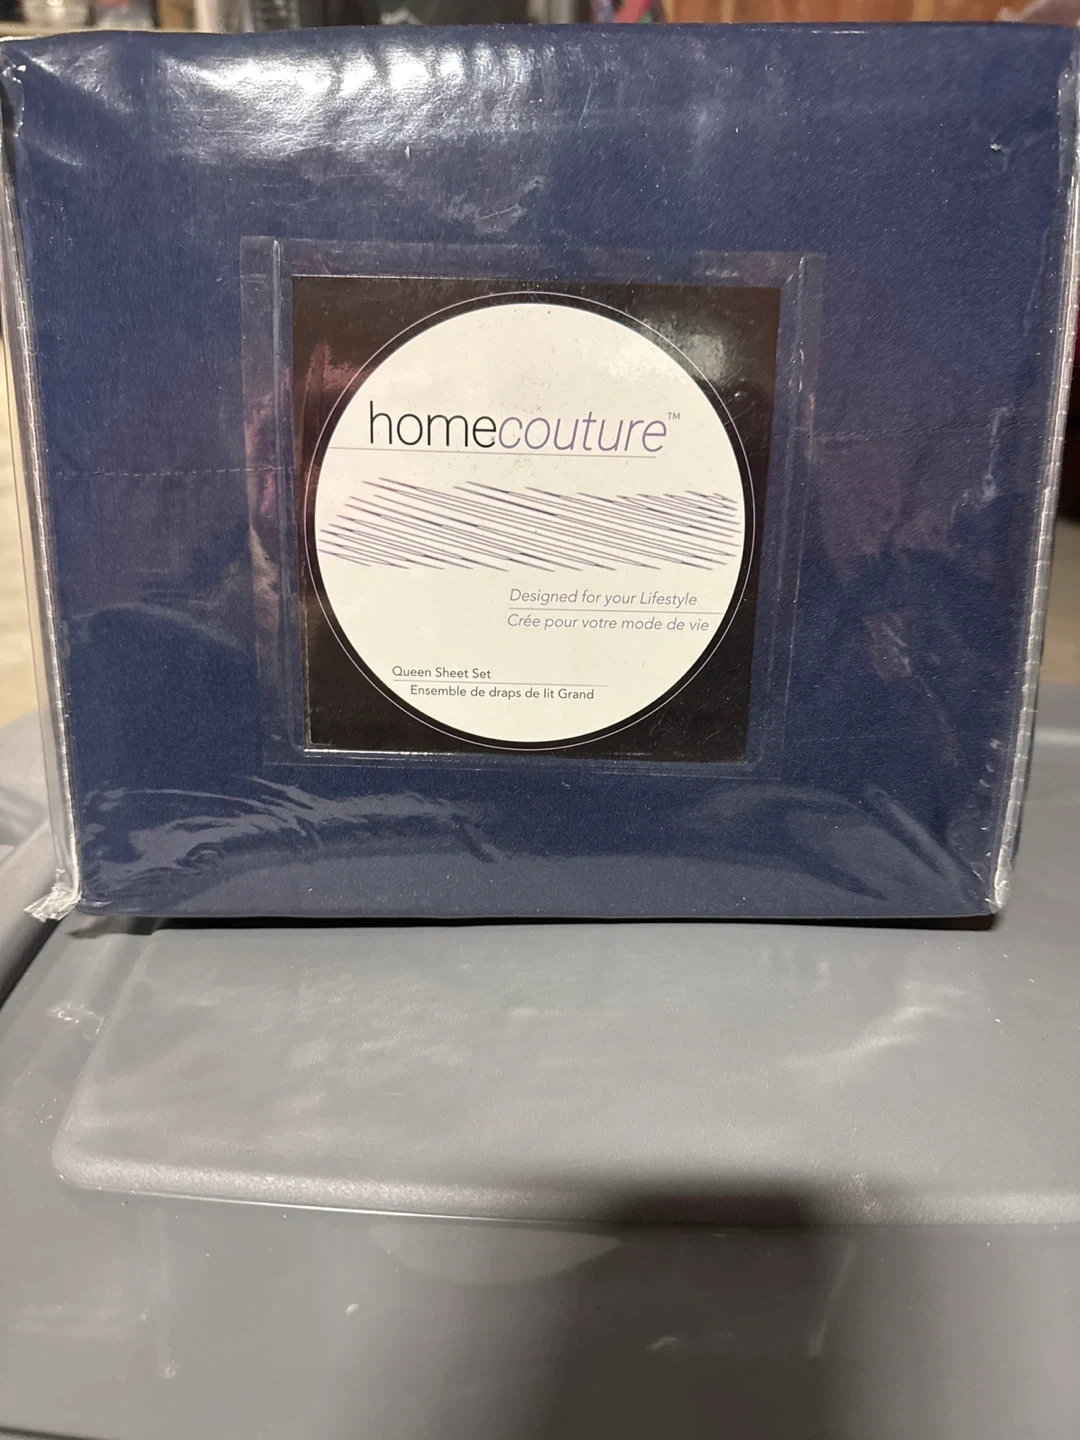 homecouture™
Designed for your Lifestyle
Crée pour votre mode de vie
Queen Sheet Set
Ensemble de draps de lit Grand